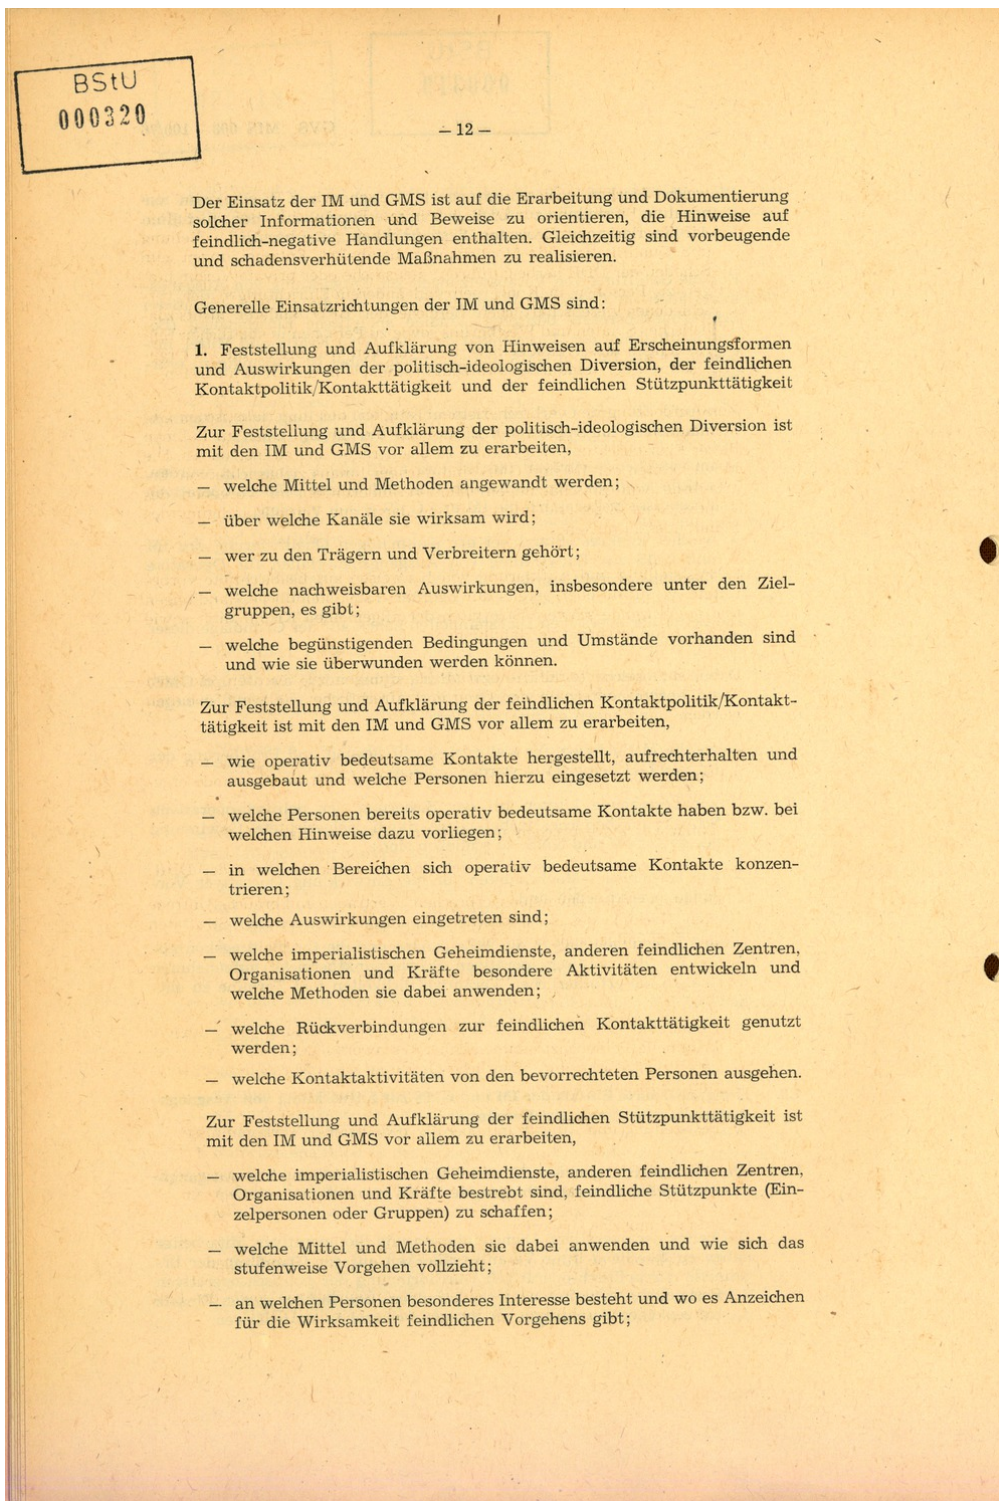 BStU
000320
– 12 –
Der Einsatz der IM und GMS ist auf die Erarbeitung und Dokumentierung
solcher Informationen und Beweise zu orientieren, die Hinweise auf
feindlich-negative Handlungen enthalten. Gleichzeitig sind vorbeugende
und schadensverhütende Maßnahmen zu realisieren.
Generelle Einsatzrichtungen der IM und GMS sind:
1. Feststellung und Aufklärung von Hinweisen auf Erscheinungsformen
und Auswirkungen der politisch-ideologischen Diversion, der feindlichen
Kontaktpolitik/Kontakttätigkeit und der feindlichen Stützpunkttätigkeit
Zur Feststellung und Aufklärung der politisch-ideologischen Diversion ist
mit den IM und GMS vor allem zu erarbeiten,
— welche Mittel und Methoden angewandt werden;
— über welche Kanäle sie wirksam wird;
— wer zu den Trägern und Verbreitern gehört;
— welche nachweisbaren Auswirkungen, insbesondere unter den Ziel-
gruppen, es gibt;
— welche begünstigenden Bedingungen und Umstände vorhanden sind
und wie sie überwunden werden können.
Zur Feststellung und Aufklärung der feindlichen Kontaktpolitik/Kontakt-
tätigkeit ist mit den IM und GMS vor allem zu erarbeiten,
— wie operativ bedeutsame Kontakte hergestellt, aufrechterhalten und
ausgebaut und welche Personen hierzu eingesetzt werden;
— welche Personen bereits operativ bedeutsame Kontakte haben bzw. bei
welchen Hinweise dazu vorliegen;
— in welchen Bereichen sich operativ bedeutsame Kontakte konzen-
trieren;
— welche Auswirkungen eingetreten sind;
— welche imperialistischen Geheimdienste, anderen feindlichen Zentren,
Organisationen und Kräfte besondere Aktivitäten entwickeln und
welche Methoden sie dabei anwenden;
— welche Rückverbindungen zur feindlichen Kontakttätigkeit genutzt
werden;
— welche Kontaktaktivitäten von den bevorrechteten Personen ausgehen.
Zur Feststellung und Aufklärung der feindlichen Stützpunkttätigkeit ist
mit den IM und GMS vor allem zu erarbeiten,
— welche imperialistischen Geheimdienste, anderen feindlichen Zentren,
Organisationen und Kräfte bestrebt sind, feindliche Stützpunkte (Ein-
zelpersonen oder Gruppen) zu schaffen;
— welche Mittel und Methoden sie dabei anwenden und wie sich das
stufenweise Vorgehen vollzieht;
— an welchen Personen besonderes Interesse besteht und wo es Anzeichen
für die Wirksamkeit feindlichen Vorgehens gibt;